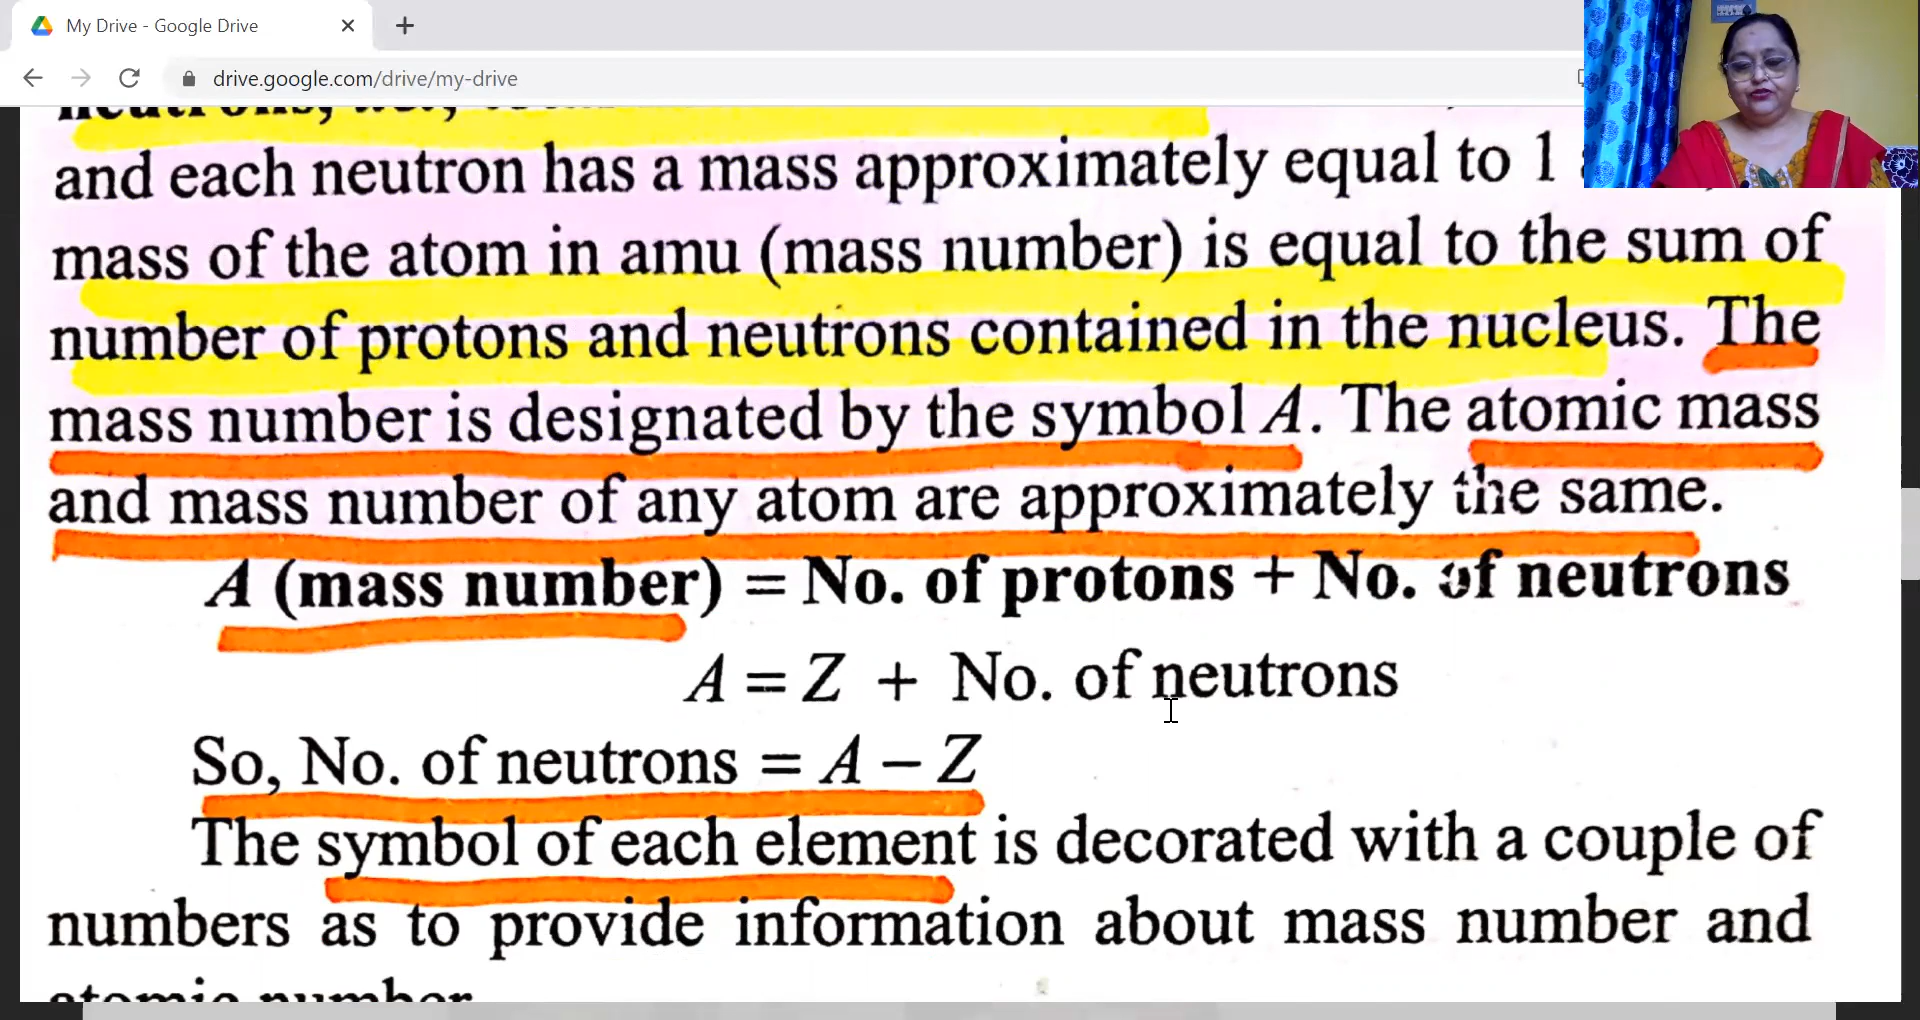 My Drive - Google Drive
drive.google.com/drive/my-drive
and each neutron has a mass approximately equal to 1
mass of the atom in amu (mass number) is equal to the sum of
number of protons and neutrons contained in the nucleus. The
mass number is designated by the symbol A. The atomic mass
and mass number of any atom are approximately the same.
A (mass number) = No. of protons + No. of neutrons
A = Z + No. of neutrons
So, No. of neutrons = A – Z
The symbol of each element is decorated with a couple of
numbers as to provide information about mass number and
atomic number